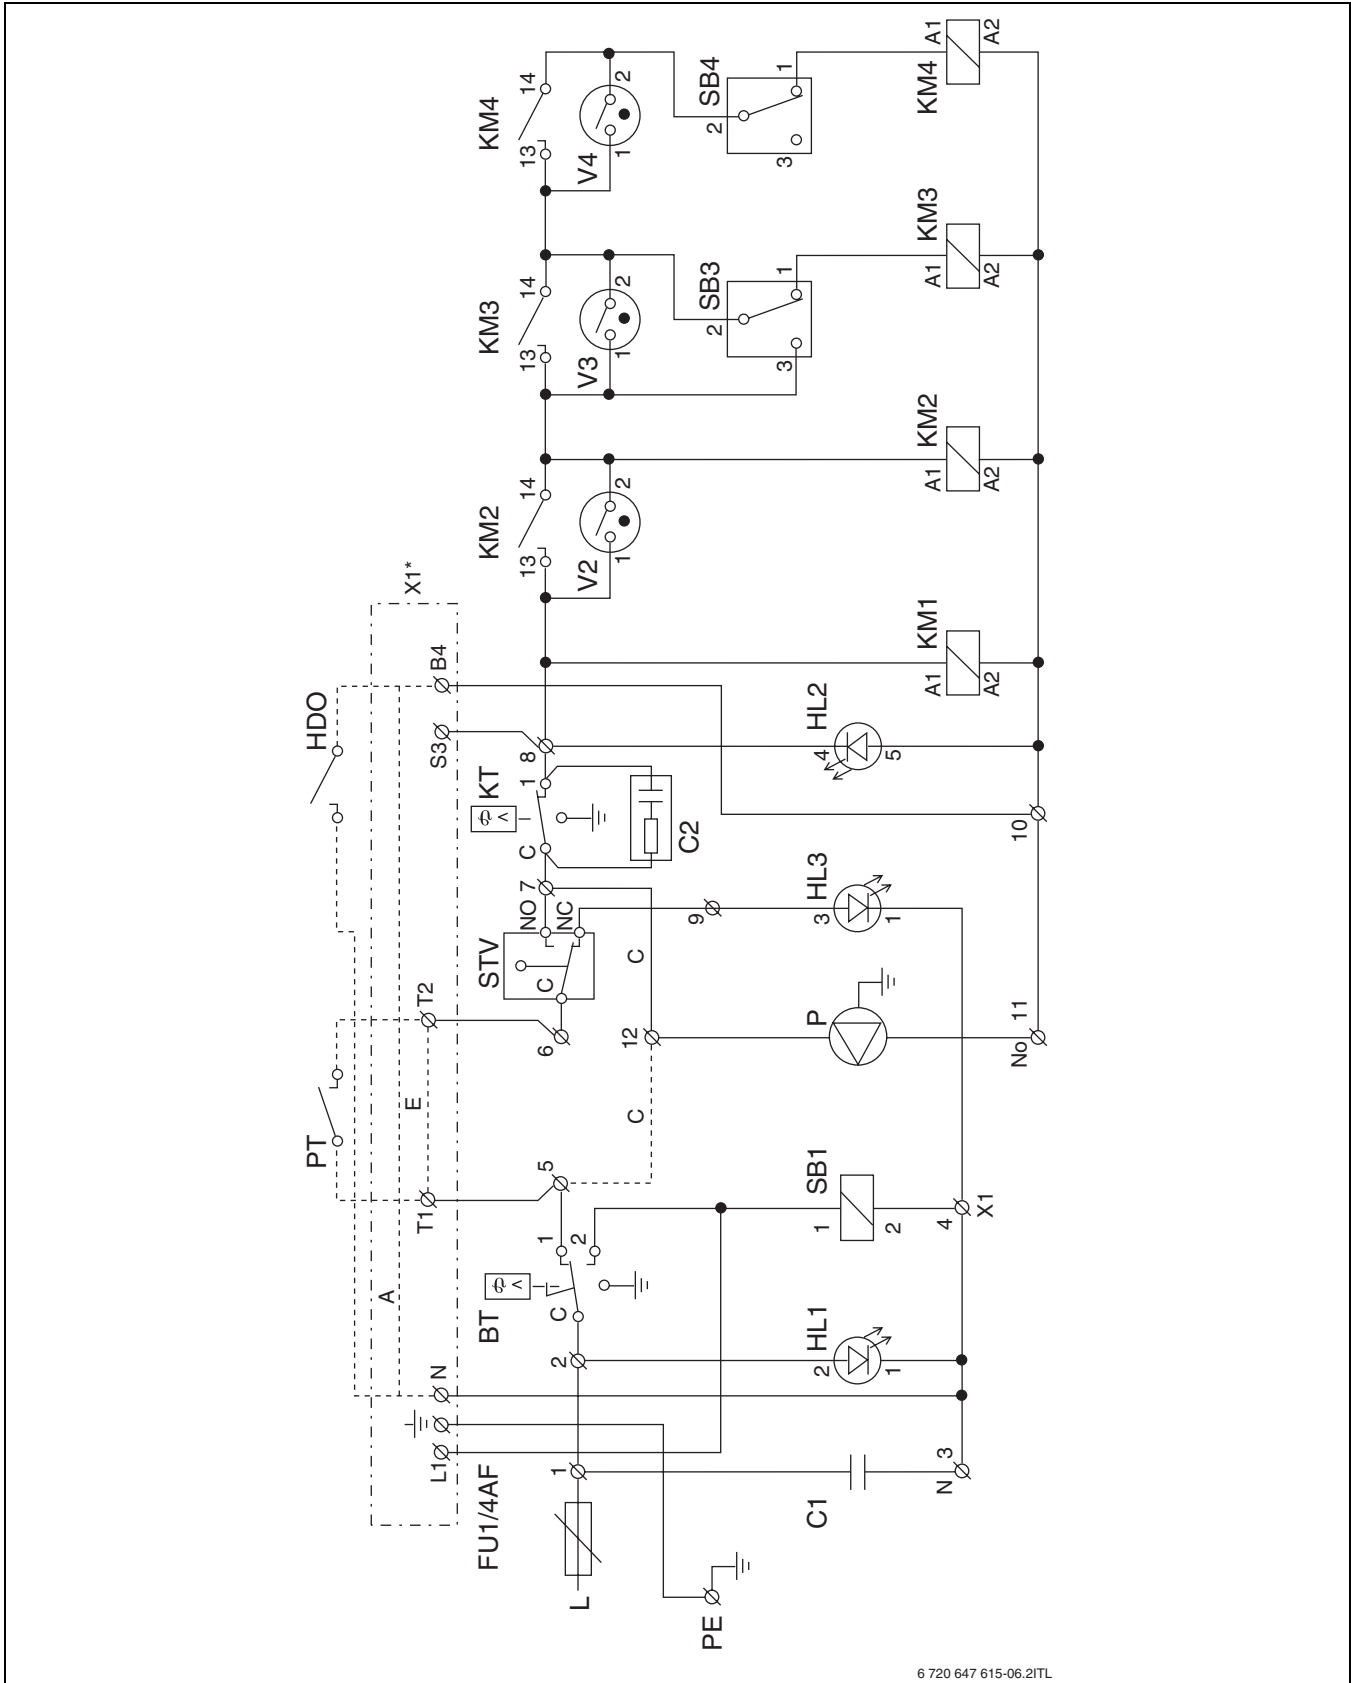 PT
HDO
A
E
X1*
L1
N
T1
T2
S3
B4
FU1/4AF
BT
STV
KT
KM2
KM3
KM4
13
14
13
14
13
14
1
2
C
1
5
6
C
NO
7
C
1
8
2
NC
L
V2
V3
V4
1
2
1
2
1
2
12
C
C
C2
9
PE
SB3
SB4
2
2
3
1
3
1
C1
HL1
SB1
P
HL3
HL2
2
1
3
4
1
2
1
5
KM1
KM2
KM3
KM4
A1
A1
A1
A1
A2
A2
A2
A2
N
3
4
X1
No
11
10
6 720 647 615-06.2ITL